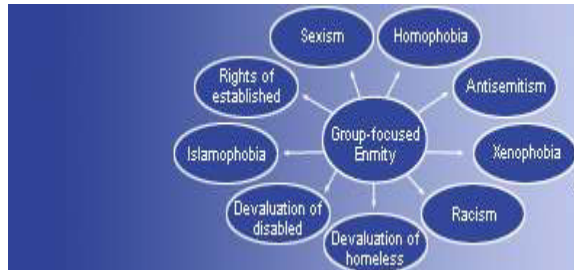 Sexism
Homophobia
Rights of
established
Antisemitism
Group-focused
Enmity
Islamophobia
Xenophobia
Devaluation of
disabled
Racism
Devaluation of
homeless